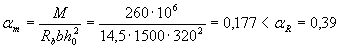 α_m = M / (R_b b h_0^2) = 260·10^6 / (14,5·1500·320^2) = 0,177 < α_R = 0,39